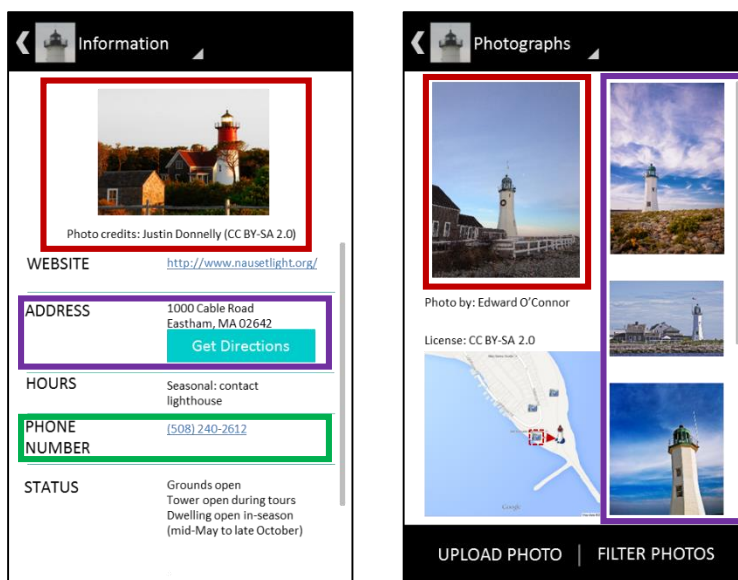 Information
Photo credits: Justin Donnelly (CC BY-SA 2.0)
WEBSITE
http://www.nausetlight.org/
ADDRESS
1000 Cable Road
Eastham, MA 02642
Get Directions
HOURS
Seasonal: contact
lighthouse
PHONE
NUMBER
(508) 240-2612
STATUS
Grounds open
Tower open during tours
Dwelling open in-season
(mid-May to late October)
Photographs
Photo by: Edward O’Connor
License: CC BY-SA 2.0
Google
UPLOAD PHOTO | FILTER PHOTOS